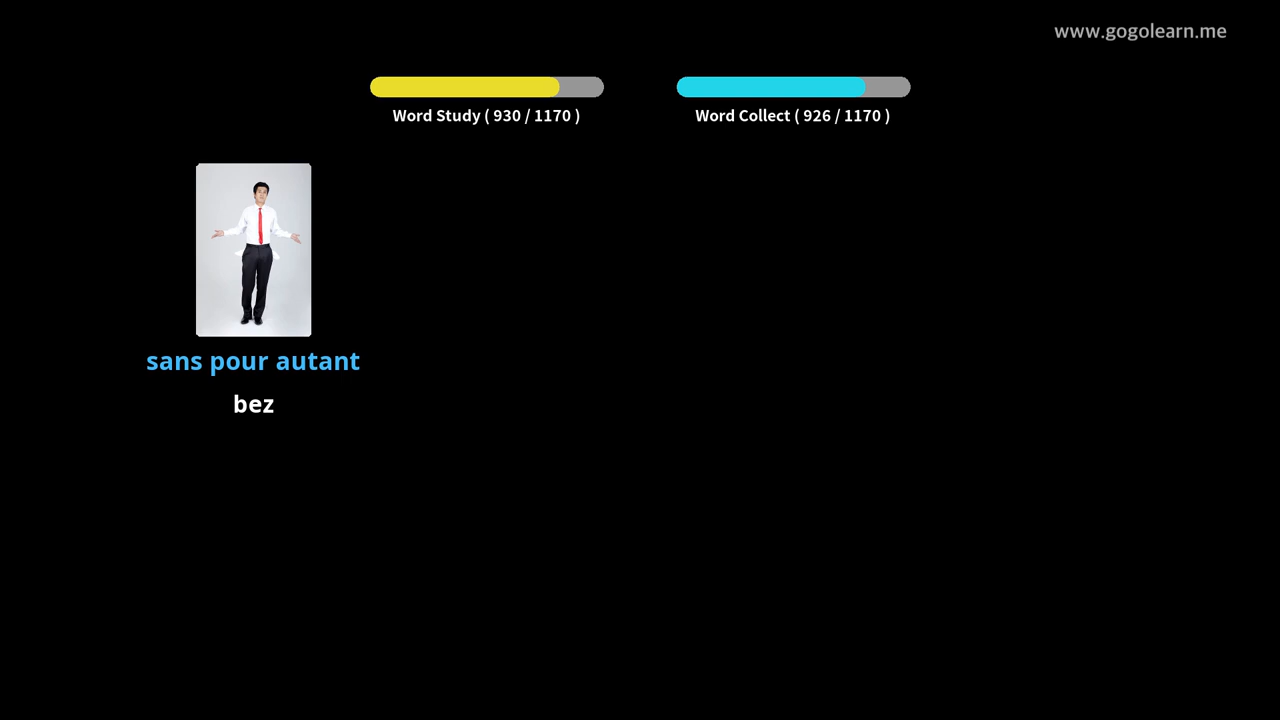 www.gogolearn.me
Word Study ( 930 / 1170 )
Word Collect ( 926 / 1170 )
sans pour autant
bez